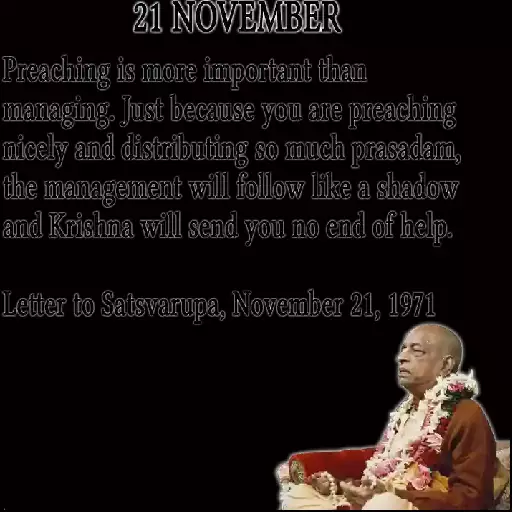 21 NOVEMBER
Preaching is more important than
managing. Just because you are preaching
nicely and distributing so much prasadam,
the management will follow like a shadow
and Krishna will send you no end of help.
Letter to Satsvarupa, November 21, 1971